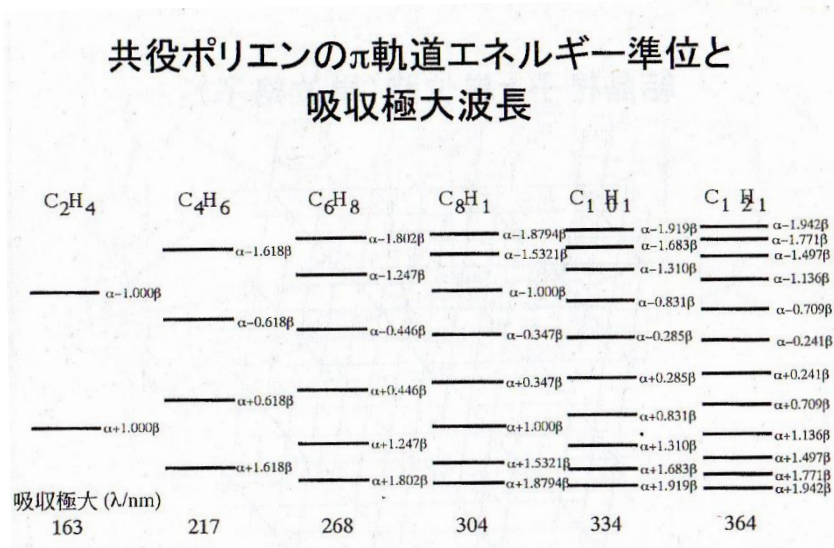 共役ポリエンのπ軌道エネルギー準位と
吸収極大波長
C2H4
α−1.000β
α+1.000β
C4H6
α−1.618β
α−0.618β
α+0.618β
α+1.618β
C6H8
α−1.802β
α−1.247β
α−0.446β
α+0.446β
α+1.247β
α+1.802β
C8H1
α−1.8794β
α−1.5321β
α−1.000β
α−0.347β
α+0.347β
α+1.000β
α+1.5321β
α+1.8794β
C1 H01
α−1.919β
α−1.683β
α−1.310β
α−0.831β
α−0.285β
α+0.285β
α+0.831β
α+1.310β
α+1.683β
α+1.919β
C1 H21
α−1.942β
α−1.771β
α−1.497β
α−1.136β
α−0.709β
α−0.241β
α+0.241β
α+0.709β
α+1.136β
α+1.497β
α+1.771β
α+1.942β
吸収極大 (λ/nm)
163 217 268 304 334 364